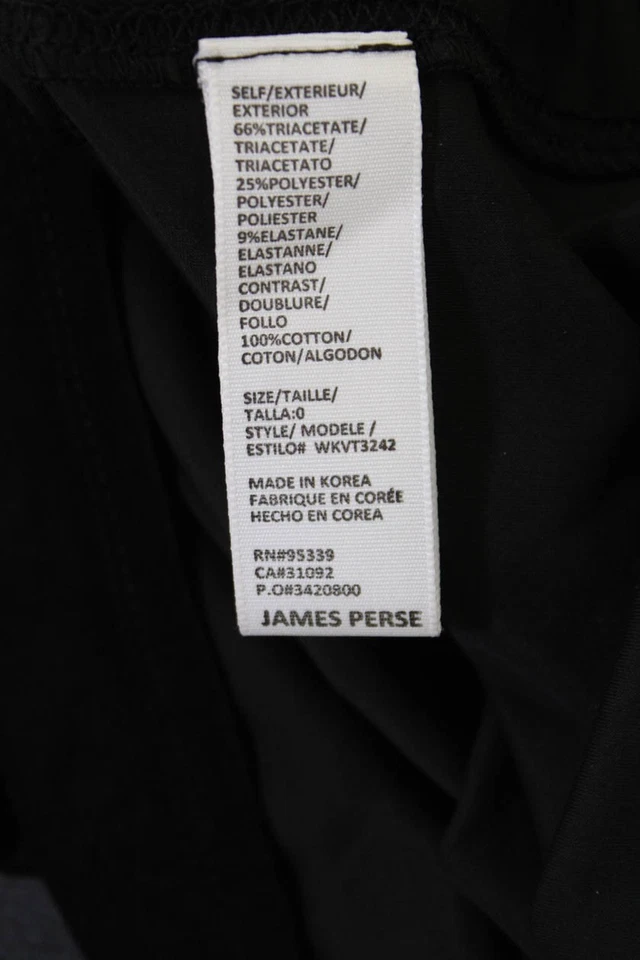 SELF/EXTERIEUR/
EXTERIOR
66%TRIACETATE/
TRIACETATE/
TRIACETATO
25%POLYESTER/
POLYESTER/
POLIESTER
9%ELASTANE/
ELASTANNE/
ELASTANO
CONTRAST/
DOUBLURE/
FOLLO
100%COTTON/
COTON/ALGODON
SIZE/TAILLE/
TALLA:0
STYLE/ MODELE /
ESTILO# WKVT3242
MADE IN KOREA
FABRIQUE EN CORÉE
HECHO EN COREA
RN#95339
CA#31092
P.O#3420800
JAMES PERSE